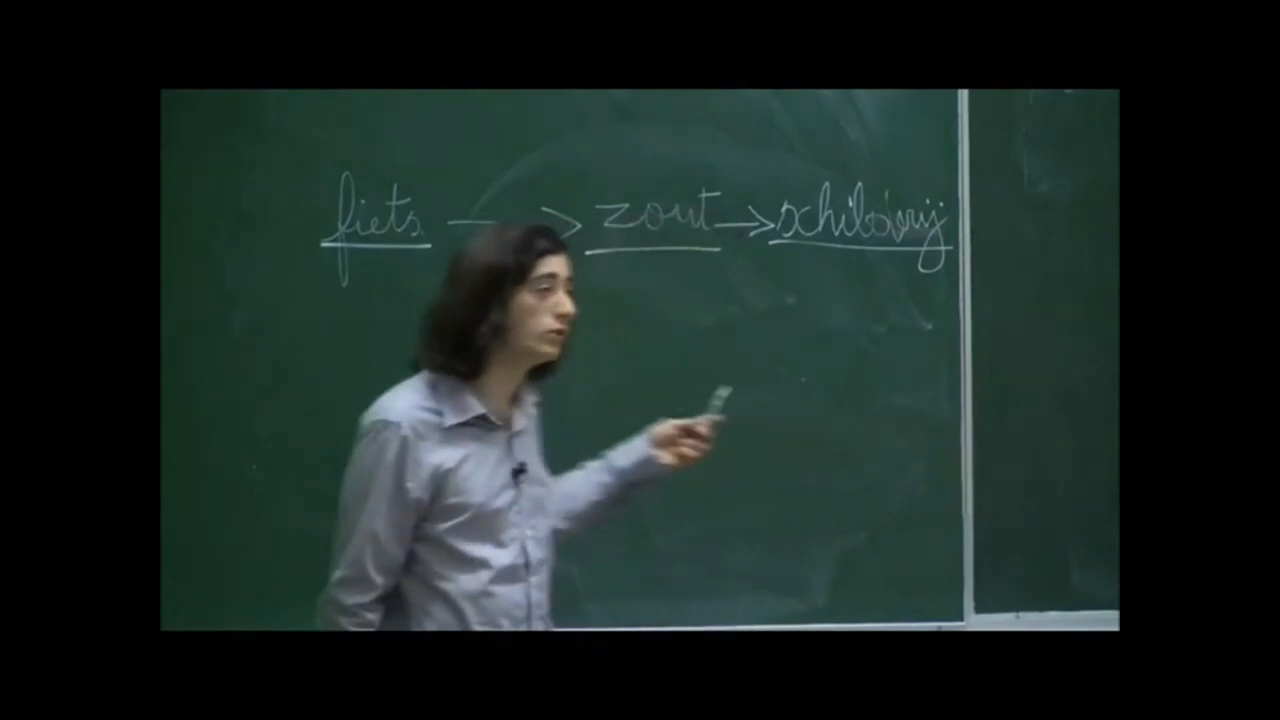 fiets → zout → schilderij